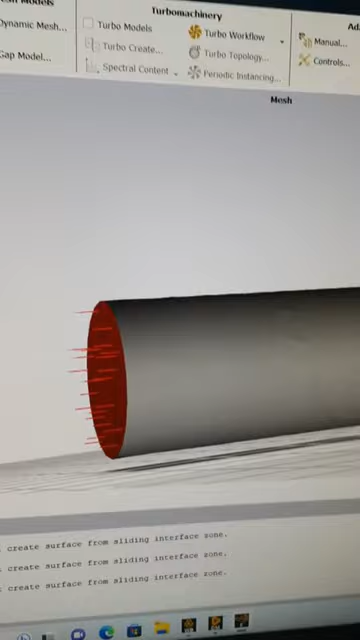 Turbomachinery
Dynamic Mesh...
Turbo Models
Turbo Workflow
Manual...
Gap Model...
Turbo Create...
Turbo Topology...
Controls...
Spectral Content
Periodic Instancing...
Mesh
create surface from sliding interface zone.
create surface from sliding interface zone.
create surface from sliding interface zone.